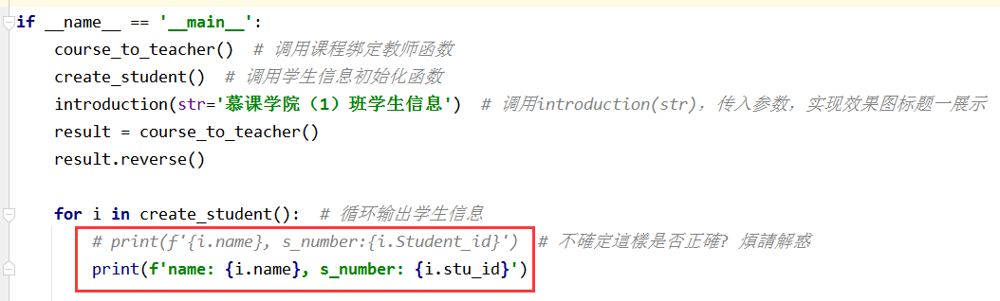 if __name__ == '__main__':
    course_to_teacher()  # 调用课程绑定教师函数
    create_student()  # 调用学生信息初始化函数
    introduction(str='慕课学院（1）班学生信息')  # 调用introduction(str)，传入参数，实现效果图标题一展示
    result = course_to_teacher()
    result.reverse()
    for i in create_student():  # 循环输出学生信息
        # print(f'{i.name}, s_number:{i.Student_id}')  # 不確定這樣是否正確? 煩請解惑
        print(f'name: {i.name}, s_number: {i.stu_id}')